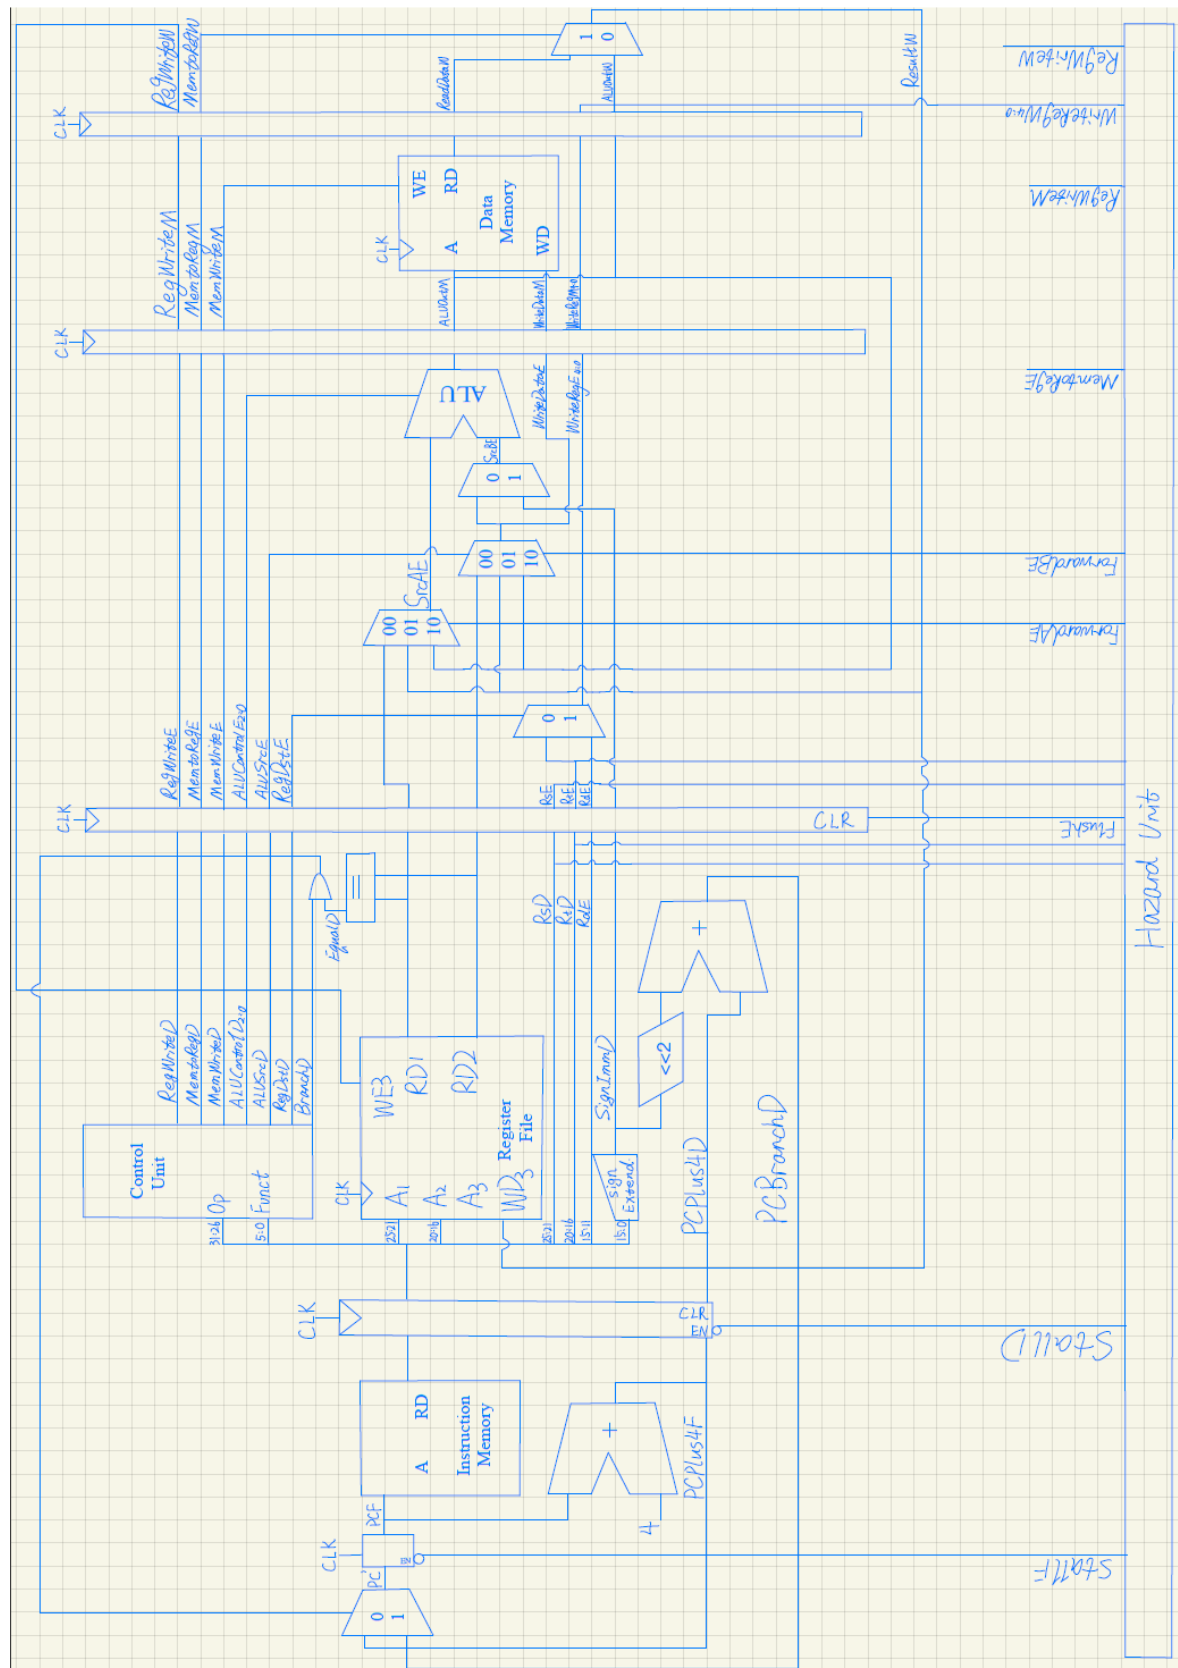 CLK
PC'
0
1
EN
PCF
A
RD
Instruction
Memory
4
+
PCPlus4F
StallF
CLK
CLR
EN
StallD
31:26
Op
5:0
Funct
Control
Unit
RegWriteD
MemtoRegD
MemWriteD
ALUControlD2:0
ALUSrcD
RegDstD
BranchD
CLK
25:21
A1
20:16
A2
A3
WD3
WE3
RD1
RD2
Register
File
25:21
20:16
15:11
15:0
Sign
Extend
SignImmD
<<2
+
PCPlus4D
PCBranchD
EqualD
=
RsD
RtD
RdE
CLK
CLR
FlushE
RegWriteE
MemtoRegE
MemWriteE
ALUControlE2:0
ALUSrcE
RegDstE
RsE
RtE
RdE
0
1
00
01
10
SrcAE
ForwardAE
00
01
10
ForwardBE
0
1
SrcBE
ALU
WriteDataE
WriteRegE4:0
MemtoRegE
CLK
RegWriteM
MemtoRegM
MemWriteM
ALUOutM
WriteDataM
WriteRegM4:0
CLK
A
RD
WE
Data
Memory
WD
RegWriteM
CLK
RegWriteW
MemtoRegW
ReadDataW
ALUOutW
1
0
ResultW
WriteRegW4:0
RegWriteW
Hazard Unit